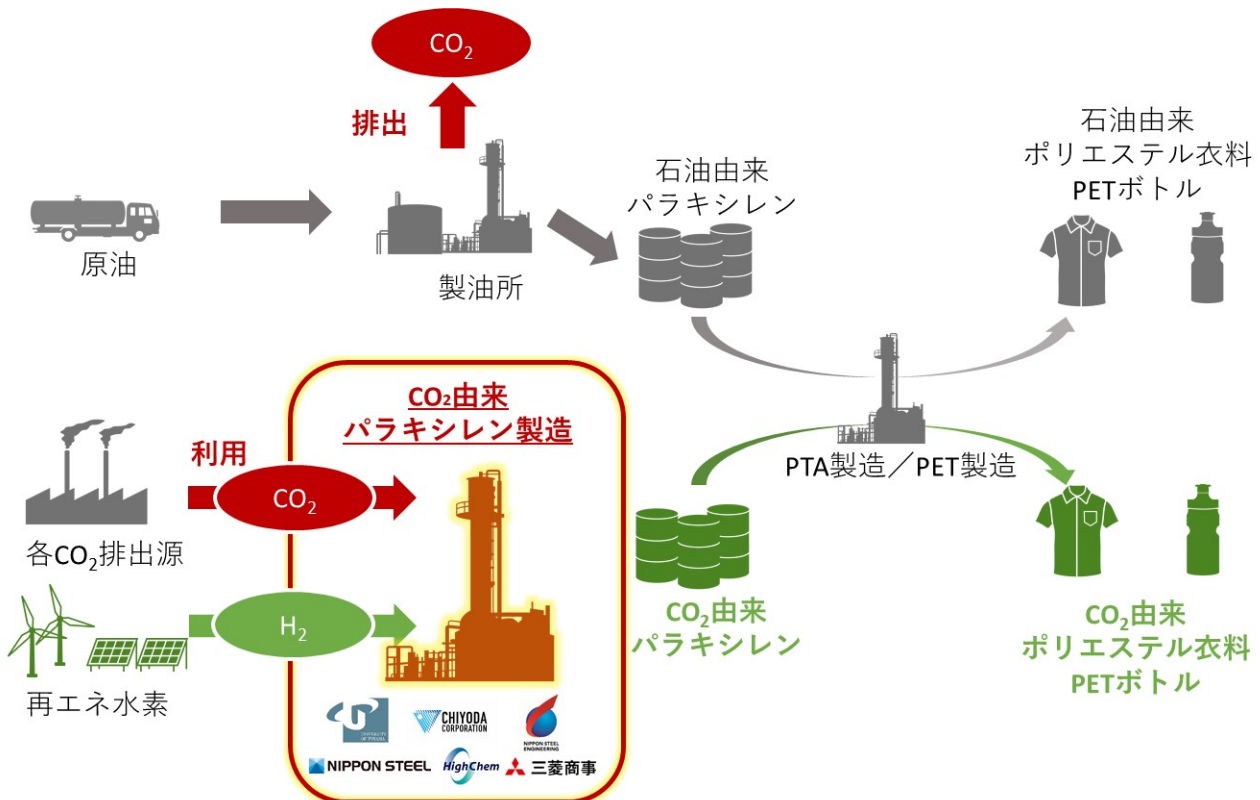 CO₂
排出
原油
製油所
石油由来
パラキシレン
石油由来
ポリエステル衣料
PETボトル
PTA製造／PET製造
CO₂由来
パラキシレン製造
利用
CO₂
各CO₂排出源
H₂
再エネ水素
CO₂由来
パラキシレン
CO₂由来
ポリエステル衣料
PETボトル
UNIVERSITY
OF TOYAMA
CHIYODA
CORPORATION
NIPPON STEEL
ENGINEERING
NIPPON STEEL
HighChem
三菱商事